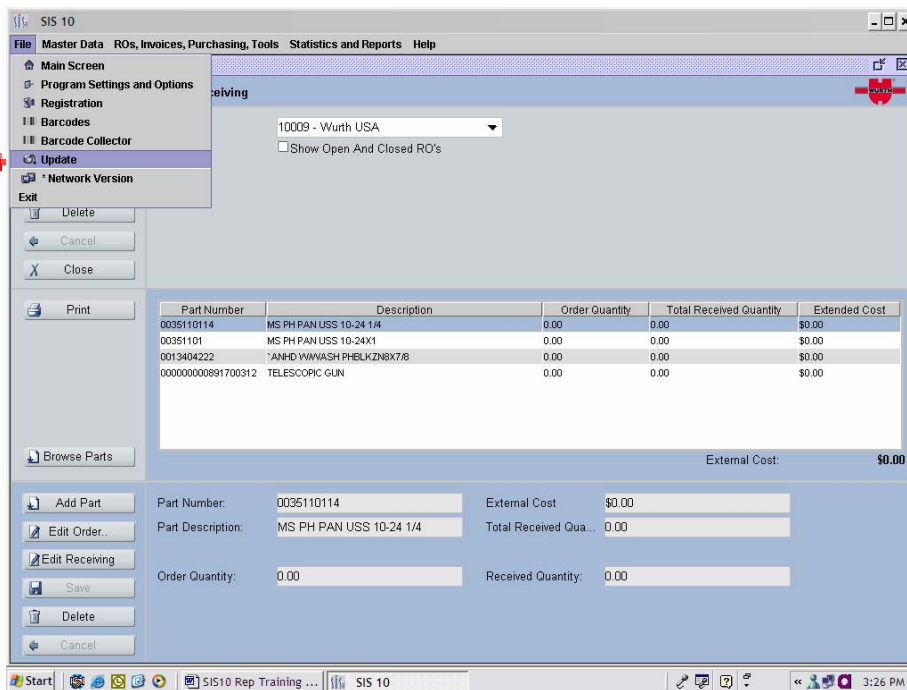 SIS 10
File Master Data ROs, Invoices, Purchasing, Tools Statistics and Reports Help
Main Screen
Program Settings and Options
Registration
Barcodes
Barcode Collector
Update
* Network Version
Exit
eiving
WURTH
10009 - Wurth USA
Show Open And Closed RO's
Delete
Cancel
Close
Print
Part Number Description Order Quantity Total Received Quantity Extended Cost
0035110114 MS PH PAN USS 10-24 1/4 0.00 0.00 $0.00
00351101 MS PH PAN USS 10-24X1 0.00 0.00 $0.00
0013404222 0.00 0.00 $0.00
000000000891700312 TELESCOPIC GUN 0.00 0.00 $0.00
Browse Parts
External Cost: $0.00
Add Part Part Number: 0035110114 External Cost $0.00
Edit Order.. Part Description: MS PH PAN USS 10-24 1/4 Total Received Qua... 0.00
Edit Receiving
Order Quantity: 0.00 Received Quantity: 0.00
Save
Delete
Cancel
Start SIS10 Rep Training ... SIS 10 3:26 PM